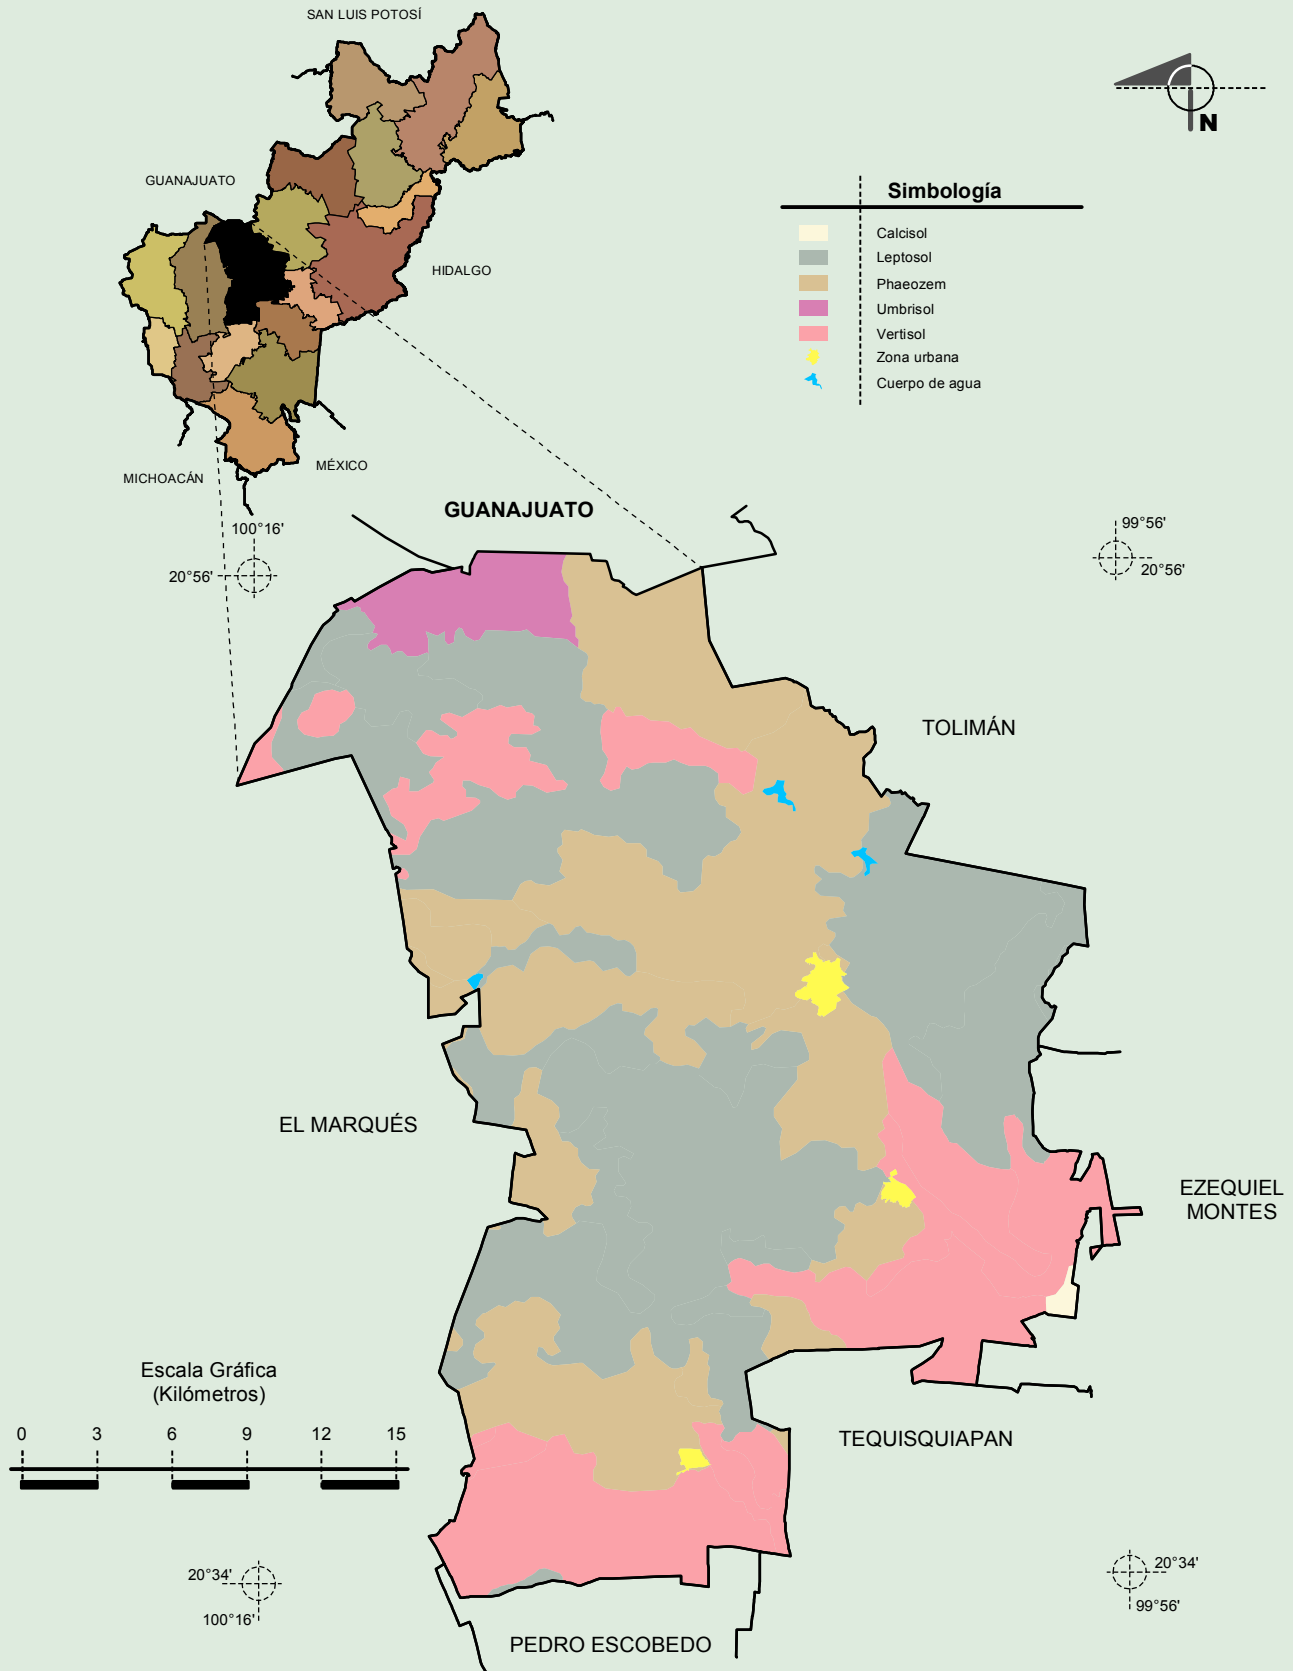 SAN LUIS POTOSÍ
N
GUANAJUATO
Simbología
Calcisol
Leptosol
Phaeozem
Umbrisol
Vertisol
Zona urbana
Cuerpo de agua
HIDALGO
MICHOACÁN
MÉXICO
GUANAJUATO
100°16'
20°56'
99°56'
20°56'
TOLIMÁN
EL MARQUÉS
EZEQUIEL
MONTES
Escala Gráfica
(Kilómetros)
0 3 6 9 12 15
TEQUISQUIAPAN
20°34'
100°16'
20°34'
99°56'
PEDRO ESCOBEDO